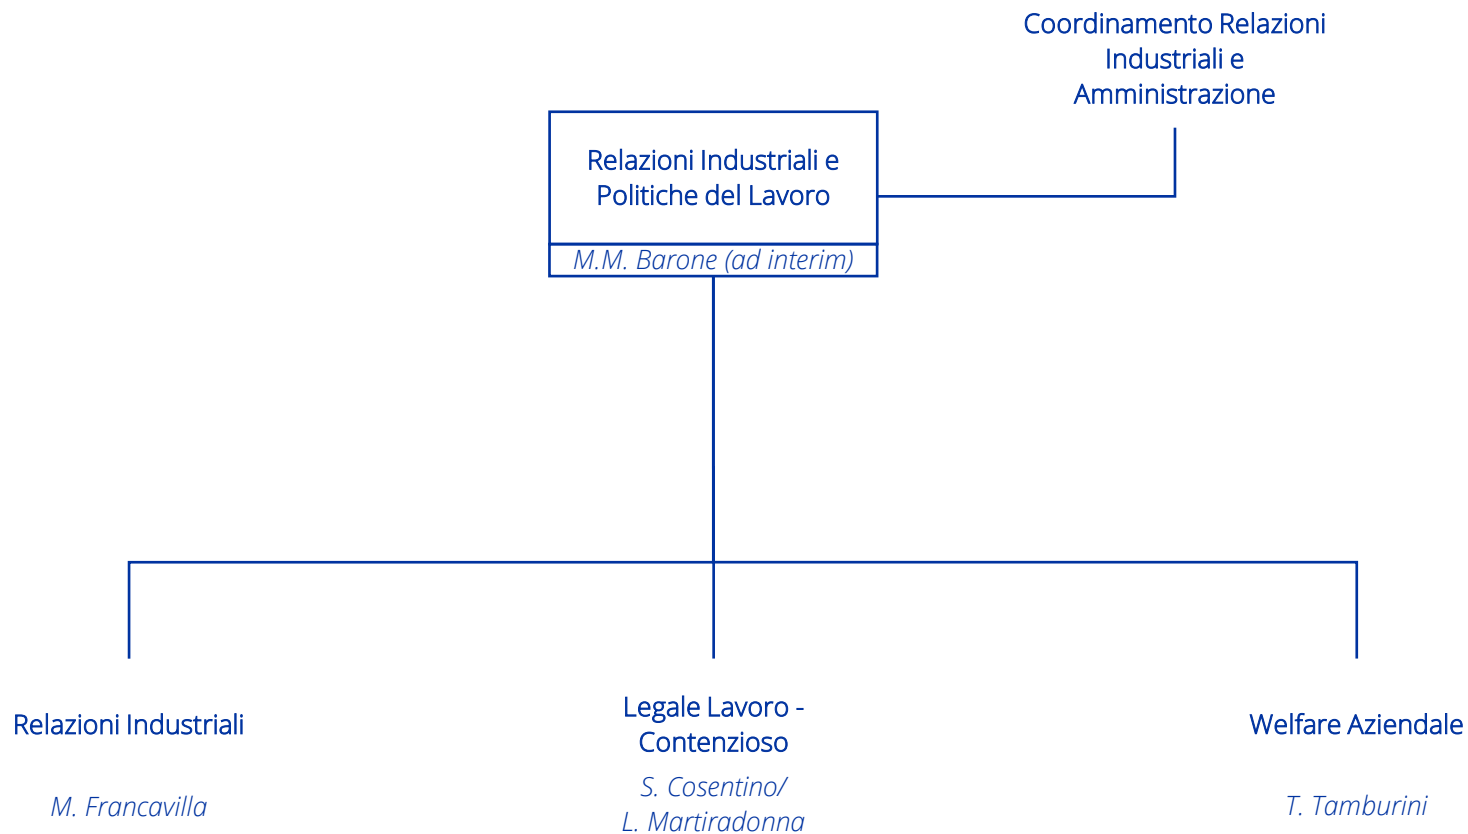 Coordinamento Relazioni
Industriali e
Amministrazione
Relazioni Industriali e
Politiche del Lavoro
M.M. Barone (ad interim)
Relazioni Industriali
M. Francavilla
Legale Lavoro -
Contenzioso
S. Cosentino/
L. Martiradonna
Welfare Aziendale
T. Tamburini